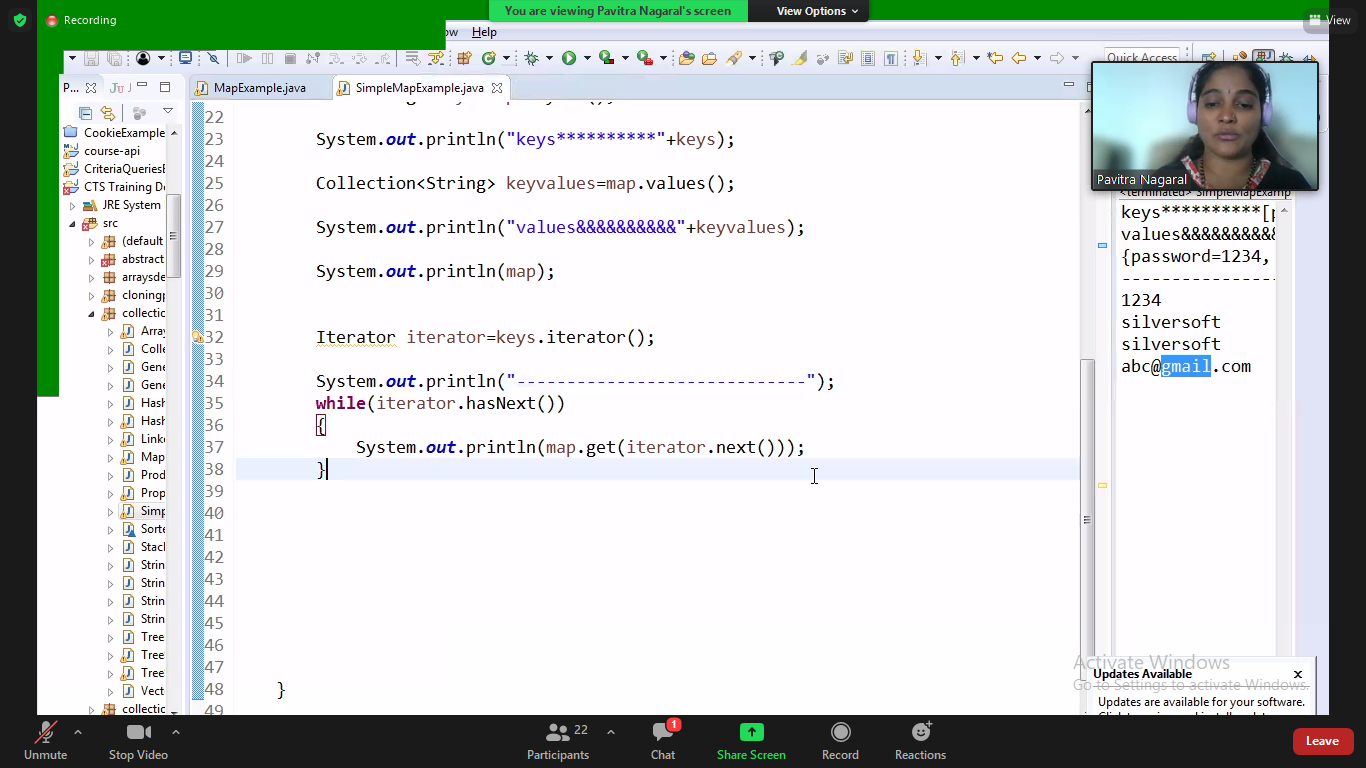 Recording
You are viewing Pavitra Nagaral's screen
View Options
View
Help
Quick Access
P...
Ju
MapExample.java
SimpleMapExample.java
Pavitra Nagaral
CookieExample
course-api
CriteriaQueriesE
CTS Training De
JRE System
src
(default
abstract
arraysde
cloningp
collectio
Array
Colle
Gene
Gene
Hash
Hash
Linke
Map
Prod
Prop
Simp
Sorte
Stack
Strin
Strin
Strin
Strin
Tree
Tree
Tree
Vect
collectio
22
23 System.out.println("keys**********"+keys);
24
25 Collection<String> keyvalues=map.values();
26
27 System.out.println("values&&&&&&&&&&"+keyvalues);
28
29 System.out.println(map);
30
31
32 Iterator iterator=keys.iterator();
33
34 System.out.println("-----------------------------");
35 while(iterator.hasNext())
36 {
37 System.out.println(map.get(iterator.next()));
38 }
39
40
41
42
43
44
45
46
47
48 }
49
<terminated> SimpleMapExamp
keys**********[p
values&&&&&&&&&&
{password=1234,
----------------
1234
silversoft
silversoft
abc@gmail.com
Activate Windows
Go to Settings to activate Windows.
Updates Available
Updates are available for your software.
Unmute
Stop Video
Participants
22
Chat
1
Share Screen
Record
Reactions
Leave